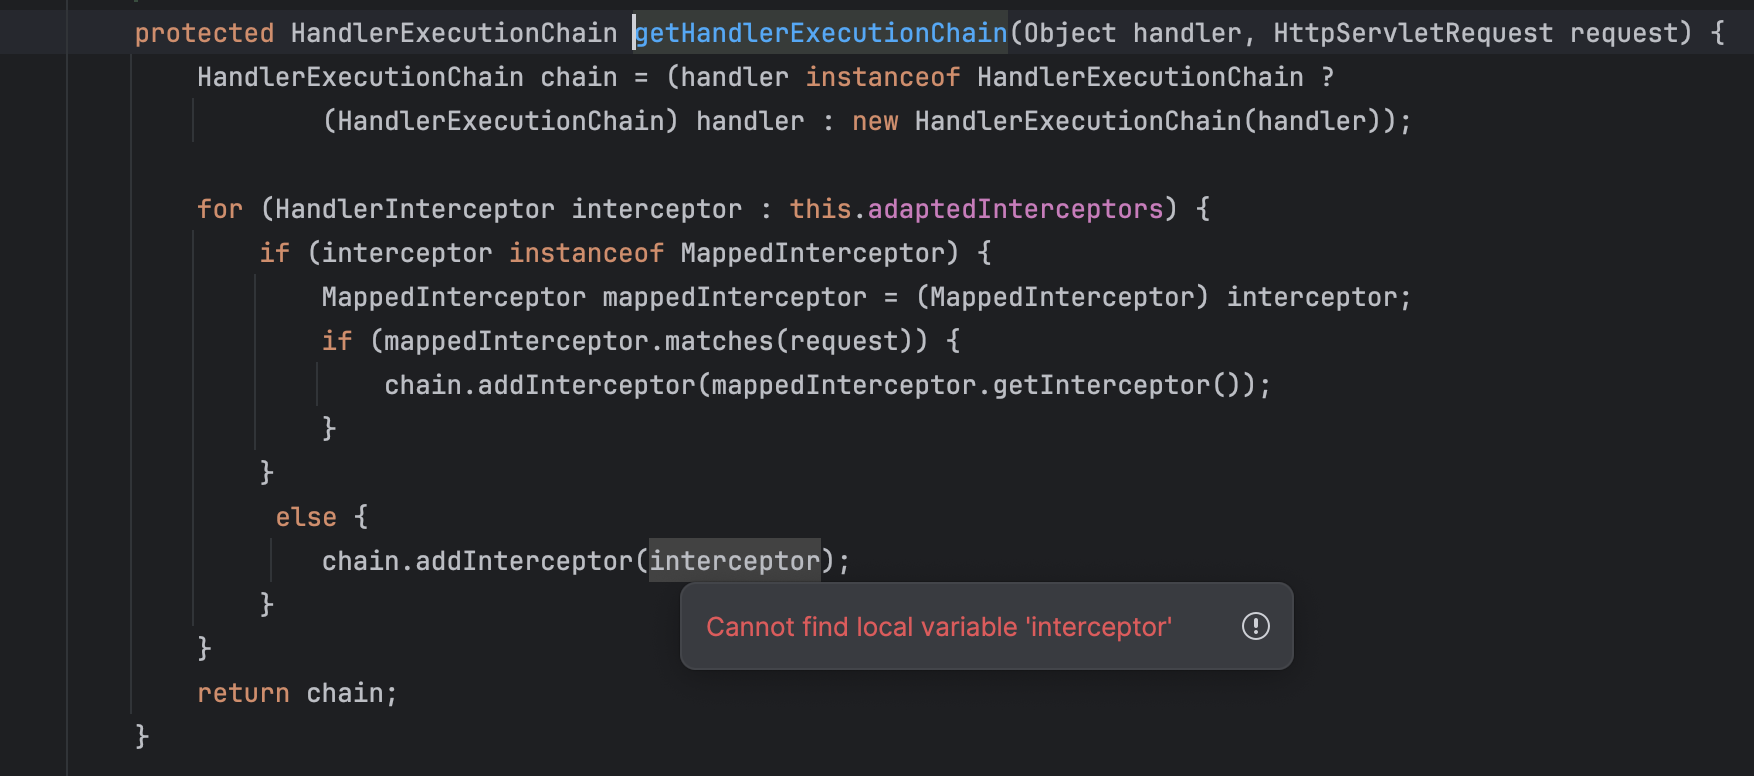 protected HandlerExecutionChain getHandlerExecutionChain(Object handler, HttpServletRequest request) {
    HandlerExecutionChain chain = (handler instanceof HandlerExecutionChain ?
            (HandlerExecutionChain) handler : new HandlerExecutionChain(handler));

    for (HandlerInterceptor interceptor : this.adaptedInterceptors) {
        if (interceptor instanceof MappedInterceptor) {
            MappedInterceptor mappedInterceptor = (MappedInterceptor) interceptor;
            if (mappedInterceptor.matches(request)) {
                chain.addInterceptor(mappedInterceptor.getInterceptor());
            }
        }
         else {
            chain.addInterceptor(interceptor);
        }
Cannot find local variable 'interceptor'
    }
    return chain;
}